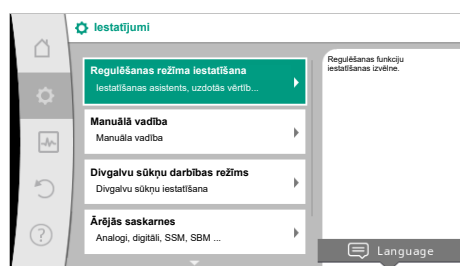 Iestatījumi
Regulēšanas režīma iestatīšana
Iestatīšanas asistents, uzdotās vērtīb...
Manuālā vadība
Manuāla vadība
Divgalvu sūkņu darbības režīms
Divgalvu sūkņu iestatīšana
Ārējās saskarnes
Analogi, digitāli, SSM, SBM ...
Regulēšanas funkciju
iestatīšanas izvēlne.
Language